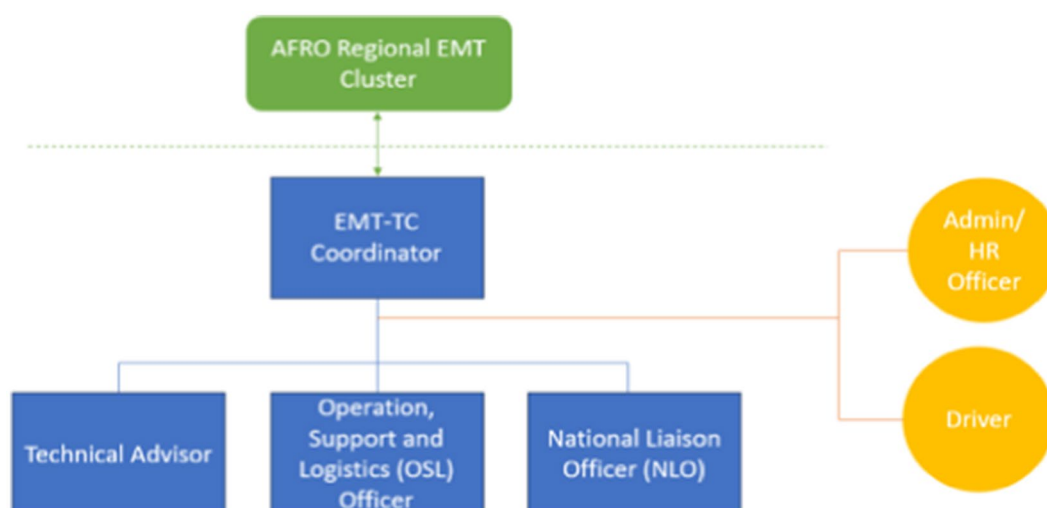 AFRO Regional EMT
Cluster
EMT-TC
Coordinator
Admin/
HR
Officer
Technical Advisor
Operation,
Support and
Logistics (OSL)
Officer
National Liaison
Officer (NLO)
Driver